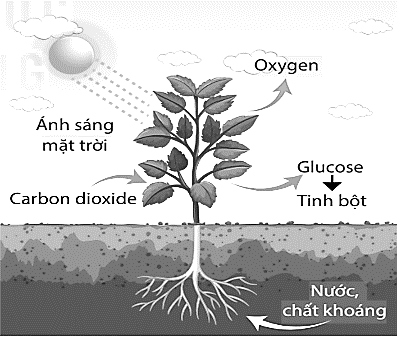 Oxygen
Ánh sáng
mặt trời
Glucose
Carbon dioxide
Tinh bột
Nước,
chất khoáng